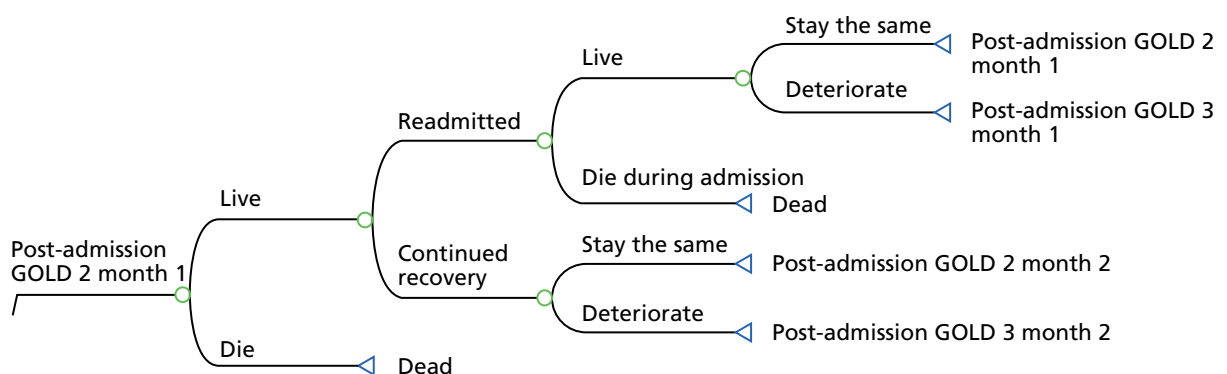 Stay the same
Post-admission GOLD 2
month 1
Live
Deteriorate
Post-admission GOLD 3
month 1
Readmitted
Die during admission
Dead
Live
Post-admission
GOLD 2 month 1
Continued
recovery
Stay the same
Post-admission GOLD 2 month 2
Deteriorate
Post-admission GOLD 3 month 2
Die
Dead